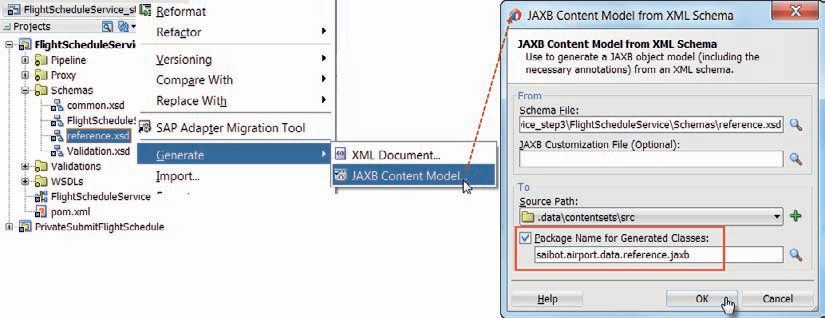 FlightScheduleService_st
Projects
FlightScheduleService
Pipeline
Proxy
Schemas
common.xsd
FlightSchedule
reference.xsd
Validation.xsd
Validations
WSDLs
FlightScheduleService
pom.xml
PrivateSubmitFlightSchedule
Reformat
Refactor
Versioning
Compare With
Replace With
SAP Adapter Migration Tool
Generate
Import...
XML Document...
JAXB Content Model...
JAXB Content Model from XML Schema
JAXB Content Model from XML Schema
Use to generate a JAXB object model (including the
necessary annotations) from an XML schema.
From
Schema File:
ice_step3\FlightScheduleService\Schemas\reference.xsd
JAXB Customization File (Optional):
To
Source Path:
.data\contentsets\src
Package Name for Generated Classes:
saibot.airport.data.reference.jaxb
Help
OK
Cancel